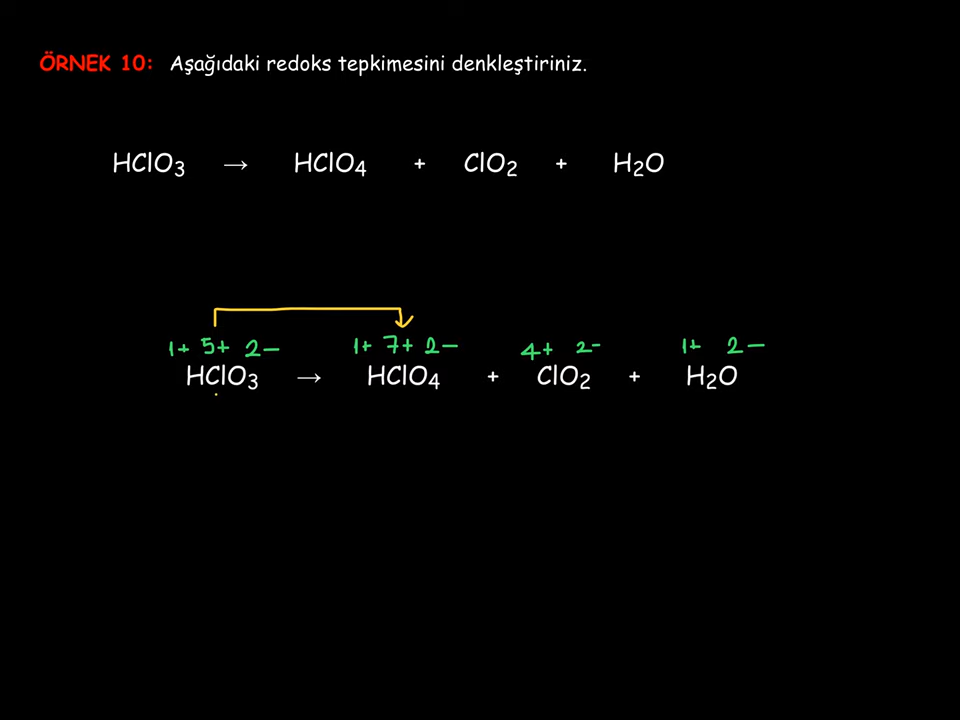 ÖRNEK 10: Aşağıdaki redoks tepkimesini denkleştiriniz.
HClO3 → HClO4 + ClO2 + H2O
1+ 5+ 2− 1+ 7+ 2− 4+ 2− 1+ 2−
HClO3 → HClO4 + ClO2 + H2O